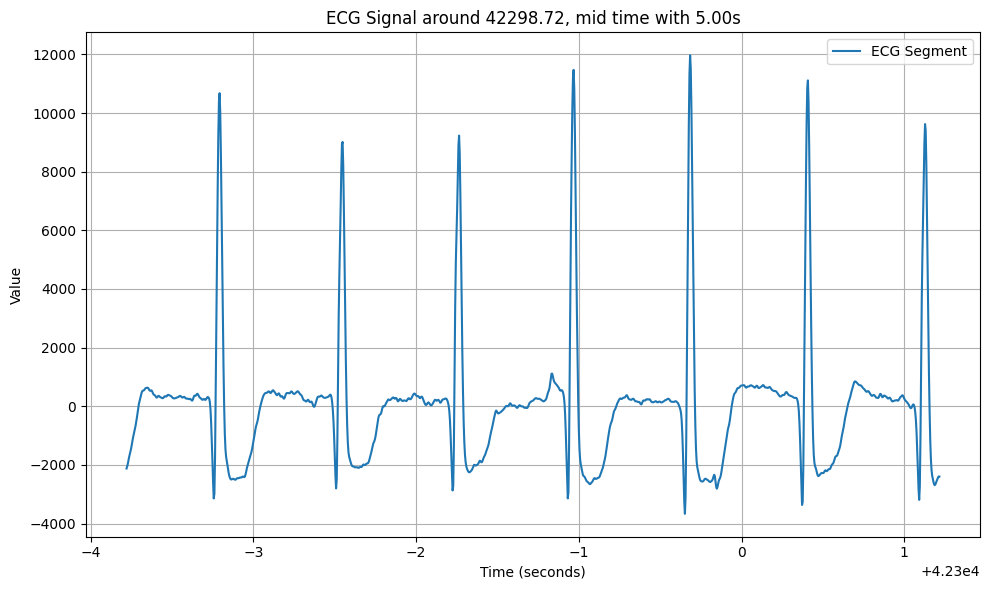 ECG Signal around 42298.72, mid time with 5.00s
ECG Segment
Value
12000
10000
8000
6000
4000
2000
0
−2000
−4000
−4 −3 −2 −1 0 1
+4.23e4
Time (seconds)